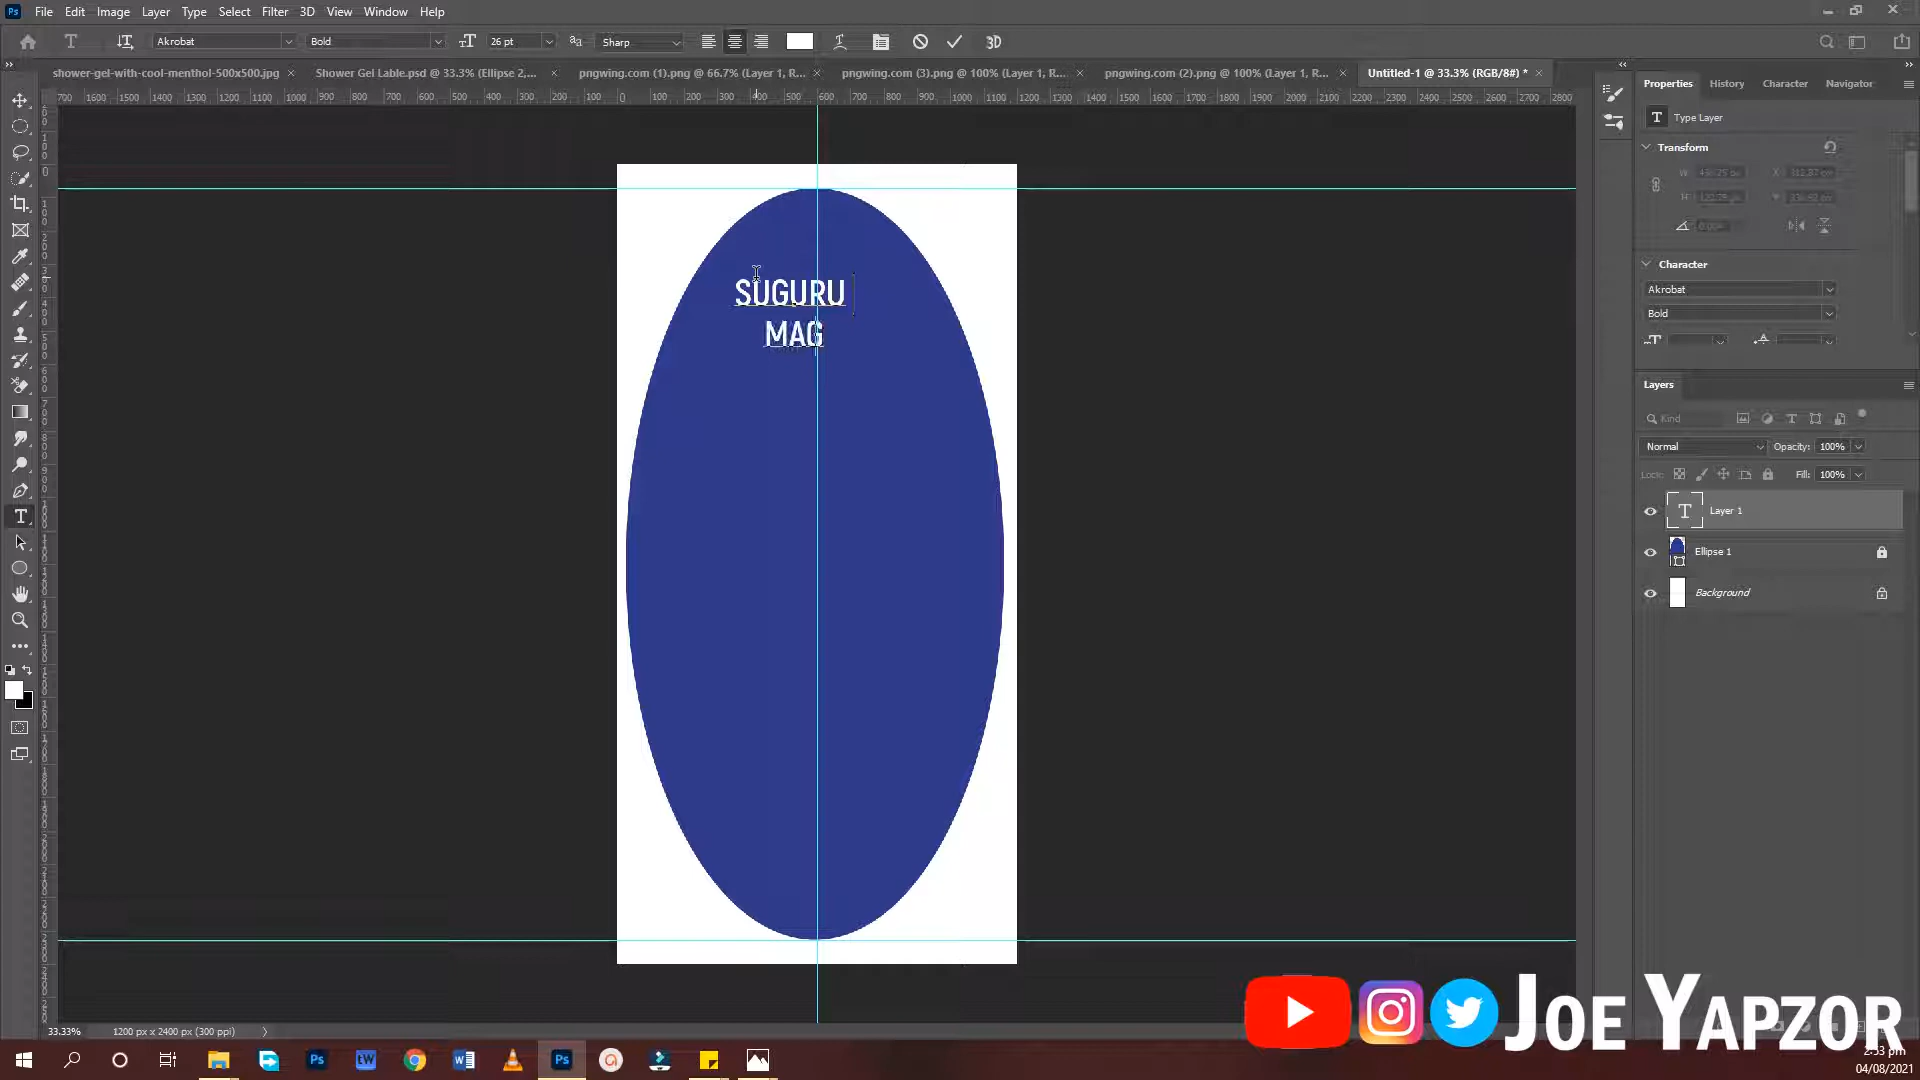 Ps File Edit Image Layer Type Select Filter 3D View Window Help
Akrobat Bold 26 pt Sharp 3D
shower-gel-with-cool-menthol-500x500.jpg Shower Gel Lable.psd @ 33.3% (Ellipse 2,... pngwing.com (1).png @ 66.7% (Layer 1, R... pngwing.com (3).png @ 100% (Layer 1, R... pngwing.com (2).png @ 100% (Layer 1, R... Untitled-1 @ 33.3% (RGB/8#) *
Properties History Character Navigator
T Type Layer
Transform
Character
Akrobat
Bold
Layers
Kind
Normal Opacity: 100%
Lock: Fill: 100%
T Layer 1
Ellipse 1
Background
SUGURU
MAG
33.33% 1200 px x 2400 px (300 ppi)
JOE YAPZOR
2:53 pm
04/08/2021